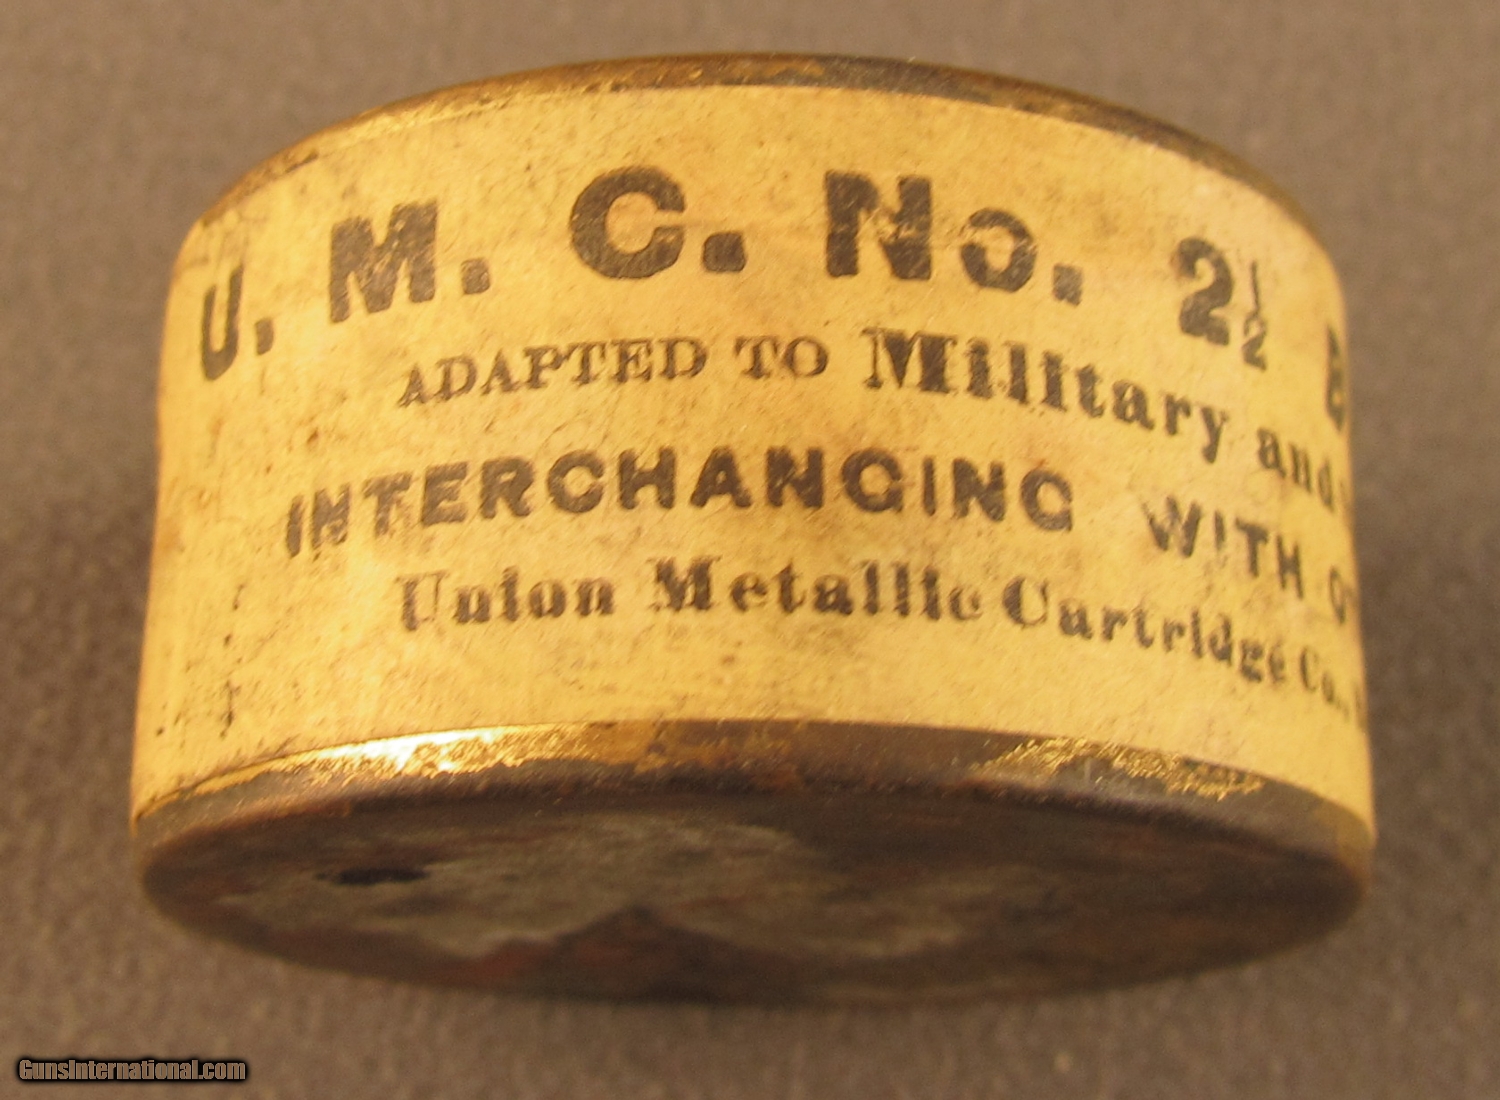 U. M. C. No. 2½ B
ADAPTED TO Military and
INTERCHANGING WITH
Union Metallic Cartridge Co.,
GunsInternational.com